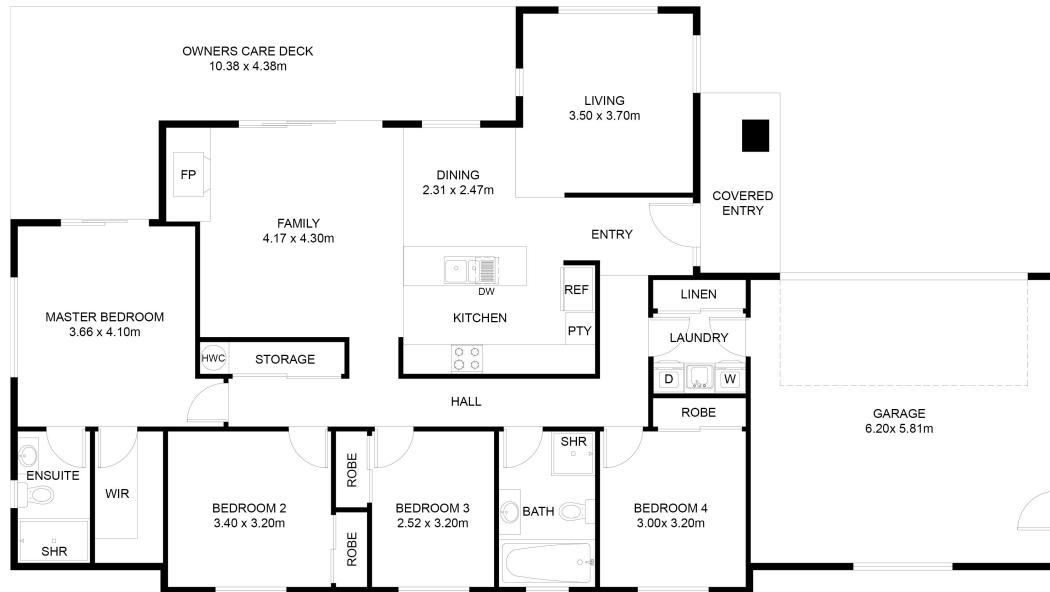 OWNERS CARE DECK
10.38 x 4.38m
LIVING
3.50 x 3.70m
FP
DINING
2.31 x 2.47m
COVERED
ENTRY
FAMILY
4.17 x 4.30m
ENTRY
DW
REF
LINEN
MASTER BEDROOM
3.66 x 4.10m
KITCHEN
PTY
LAUNDRY
HWC
STORAGE
D
W
HALL
ROBE
GARAGE
6.20x 5.81m
ENSUITE
WIR
SHR
BEDROOM 2
3.40 x 3.20m
ROBE
ROBE
BEDROOM 3
2.52 x 3.20m
SHR
BATH
BEDROOM 4
3.00x 3.20m